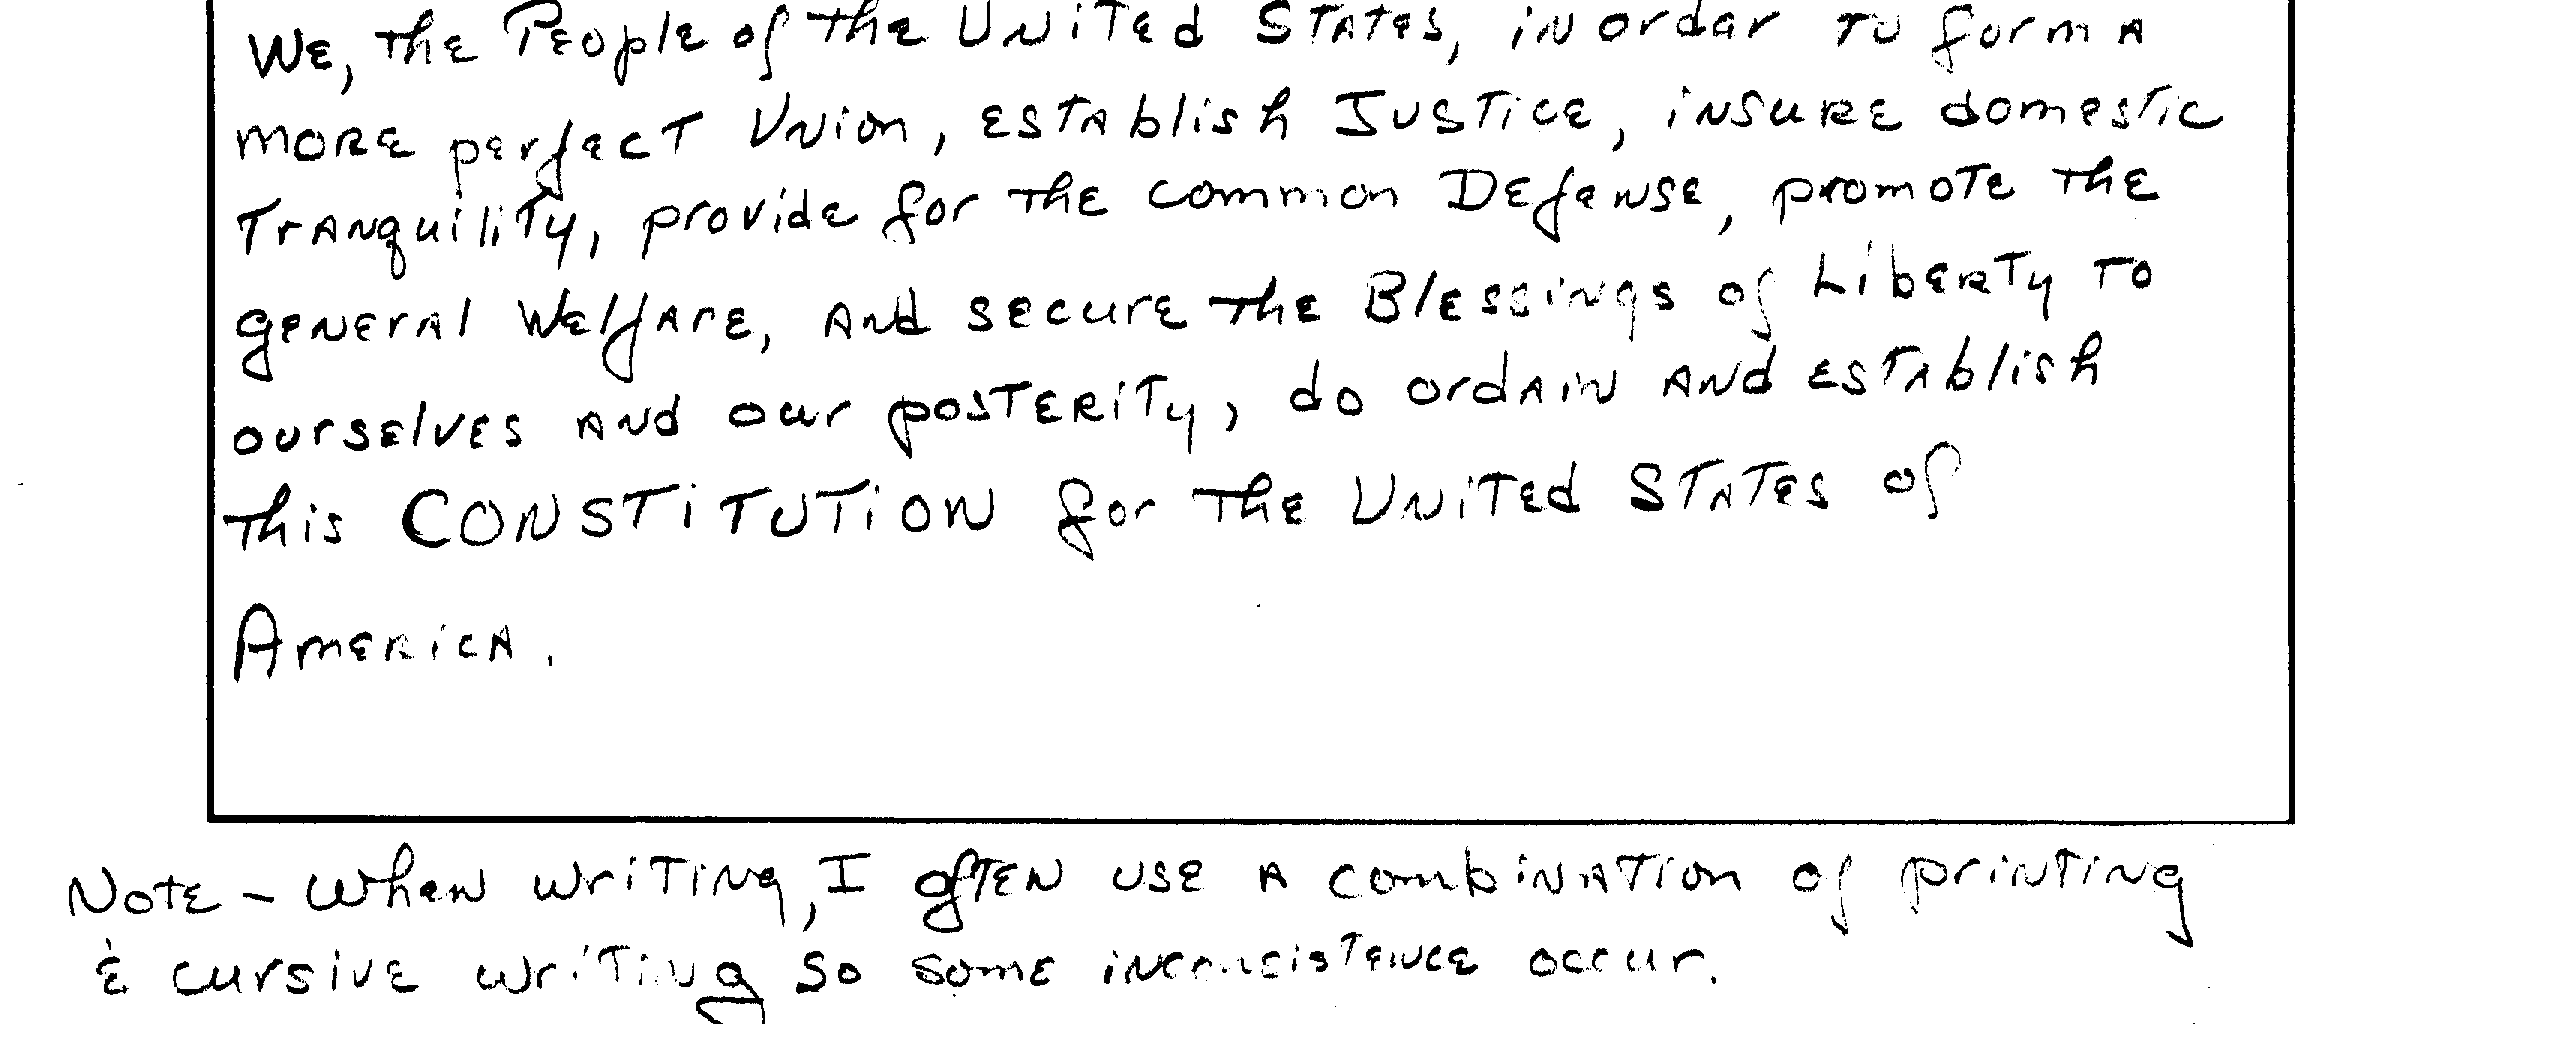 We, the People of the United States, in order to form a
more perfect Union, establish Justice, insure domestic
Tranquility, provide for the common Defense, promote the
general Welfare, and secure the Blessings of Liberty to
ourselves and our posterity, do ordain and establish
this CONSTITUTION for the United States of
America.
Note - When writing, I often use a combination of printing
& cursive writing so some inconsistence occur.